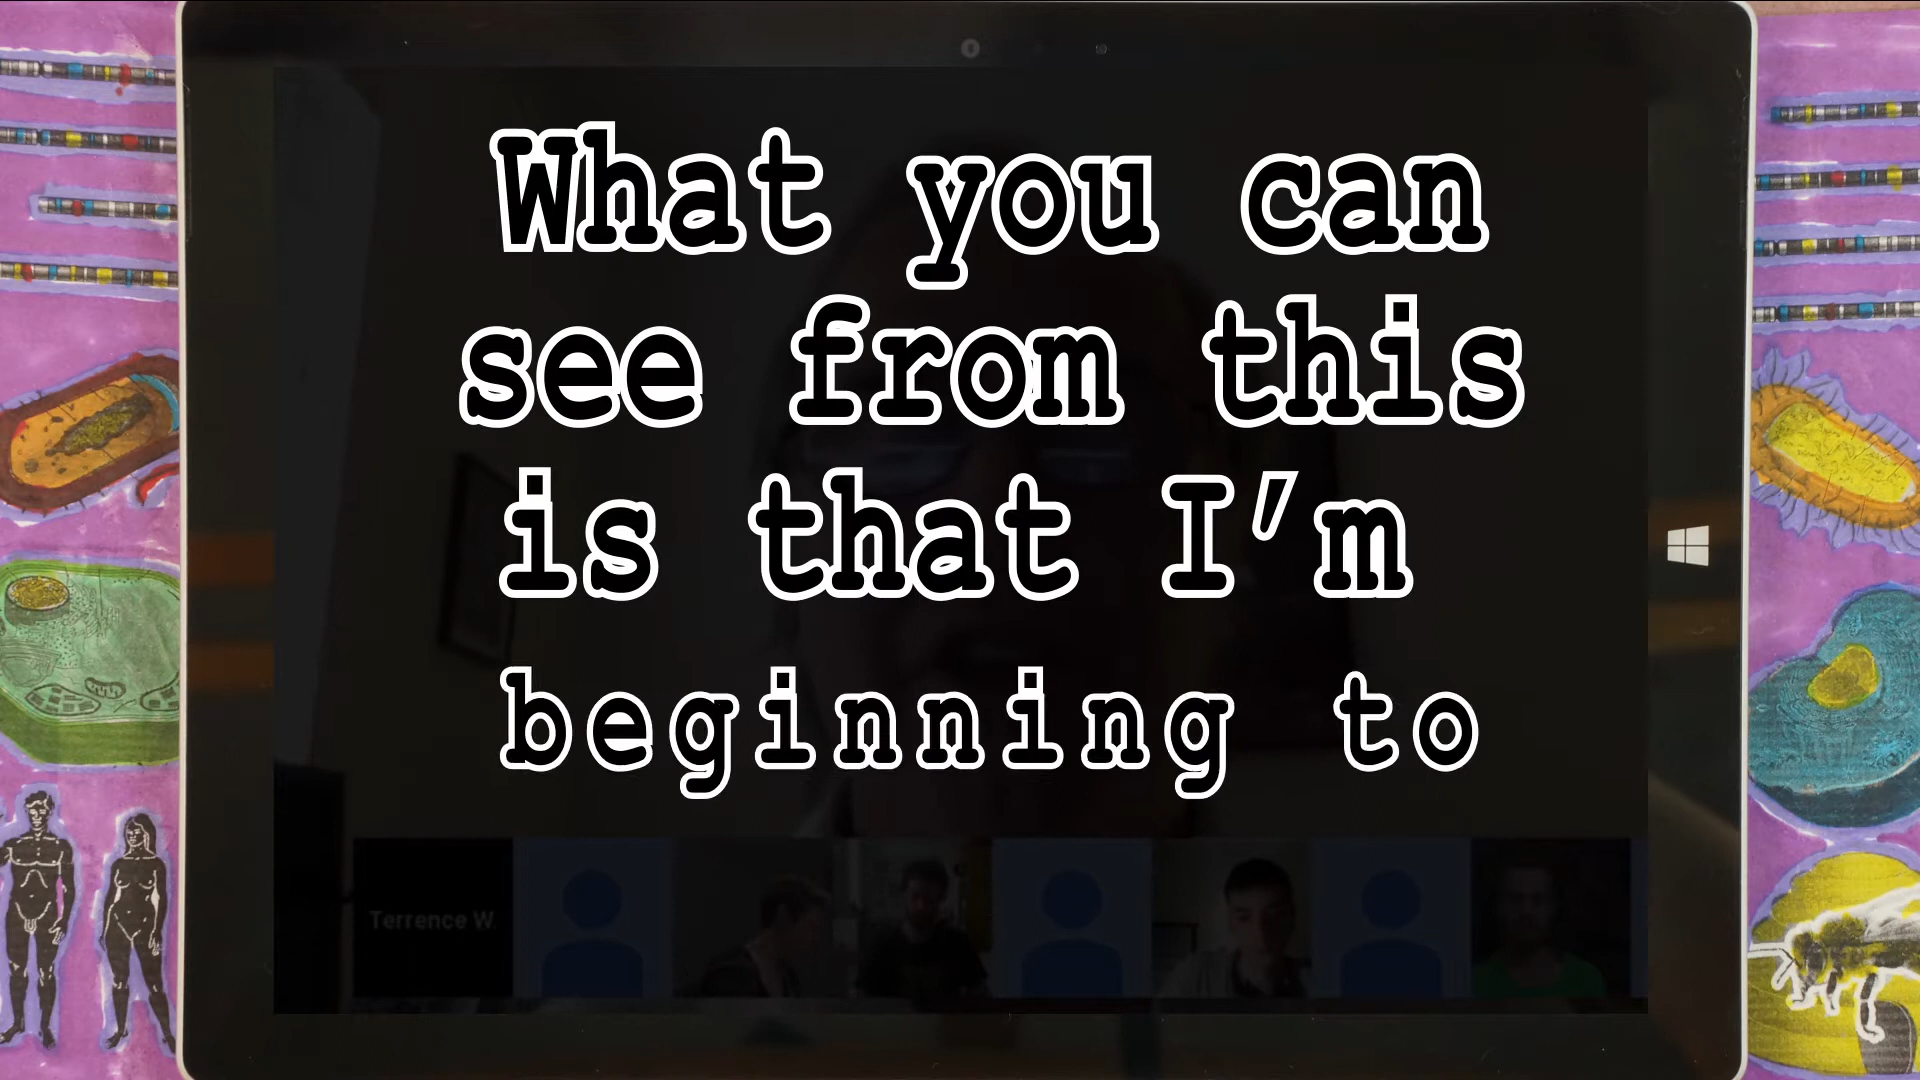 What you can
see from this
is that I'm
beginning to
Terrence W.